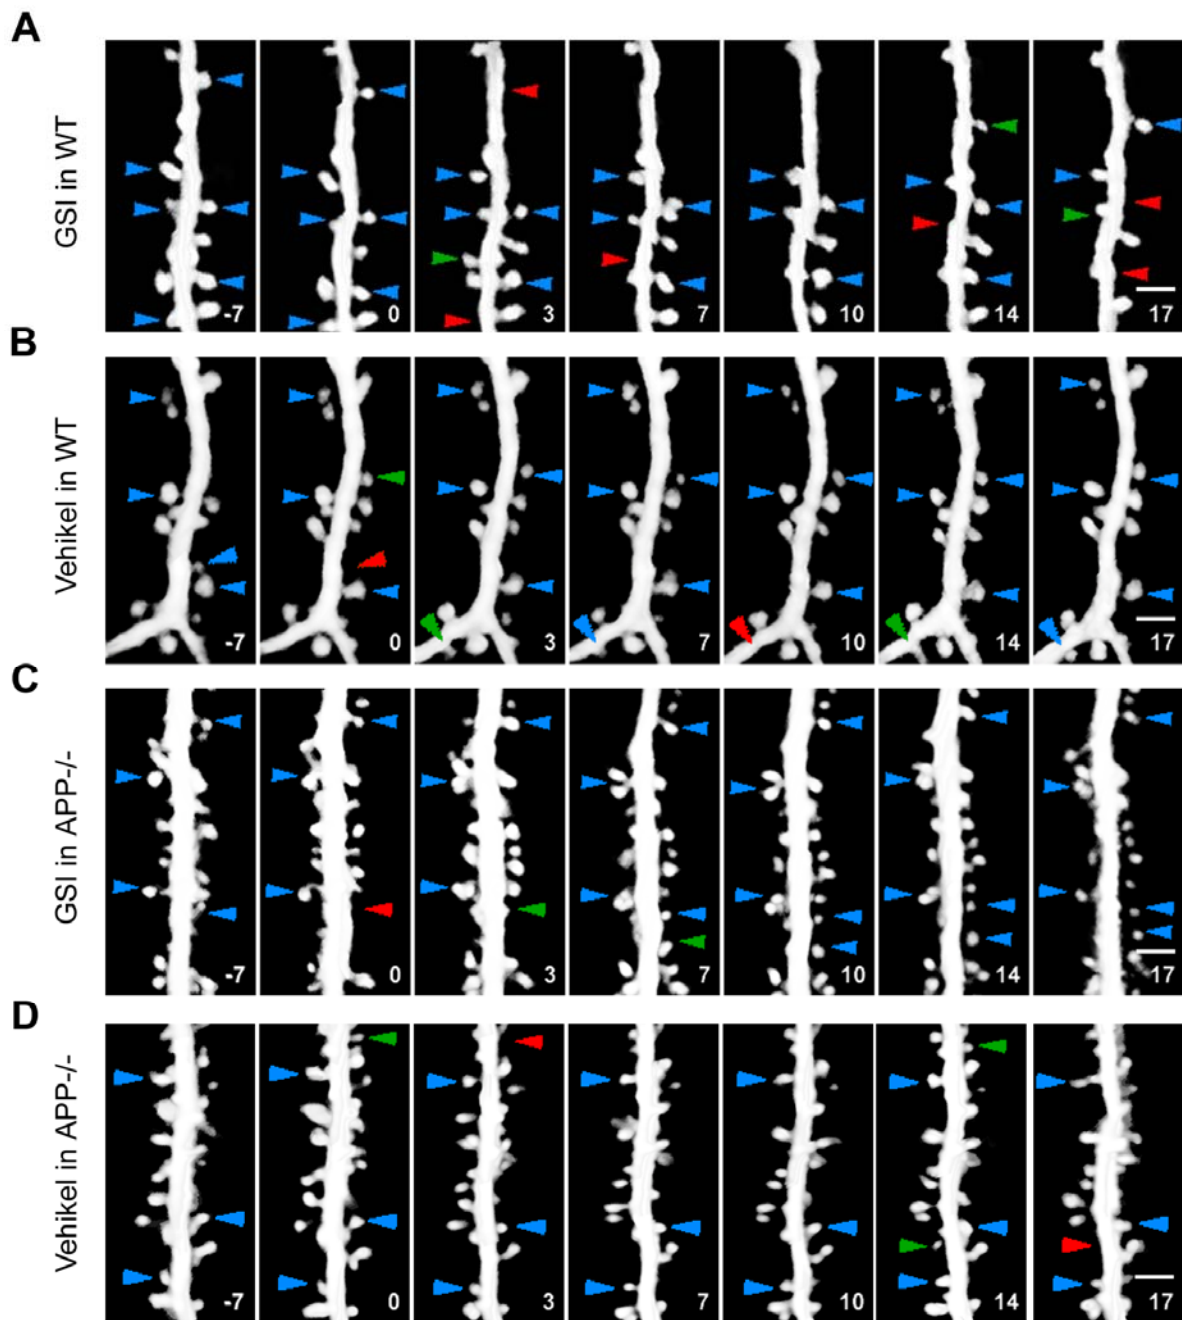 A
GSI in WT
-7 0 3 7 10 14 17
B
Vehikel in WT
-7 0 3 7 10 14 17
C
GSI in APP-/-
-7 0 3 7 10 14 17
D
Vehikel in APP-/-
-7 0 3 7 10 14 17